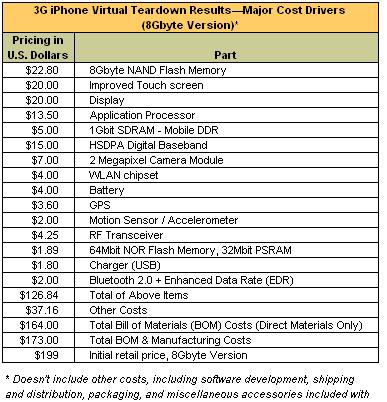 3G iPhone Virtual Teardown Results—Major Cost Drivers
(8Gbyte Version)*
Pricing in
U.S. Dollars Part
$22.80 8Gbyte NAND Flash Memory
$20.00 Improved Touch screen
$20.00 Display
$13.50 Application Processor
$5.00 1Gbit SDRAM - Mobile DDR
$15.00 HSDPA Digital Baseband
$7.00 2 Megapixel Camera Module
$4.00 WLAN chipset
$4.00 Battery
$3.60 GPS
$2.00 Motion Sensor / Accelerometer
$4.25 RF Transceiver
$1.89 64Mbit NOR Flash Memory, 32Mbit PSRAM
$1.80 Charger (USB)
$2.00 Bluetooth 2.0 + Enhanced Data Rate (EDR)
$126.84 Total of Above Items
$37.16 Other Costs
$164.00 Total Bill of Materials (BOM) Costs (Direct Materials Only)
$173.00 Total BOM & Manufacturing Costs
$199 Initial retail price, 8Gbyte Version
* Doesn't include other costs, including software development, shipping
and distribution, packaging, and miscellaneous accessories included with